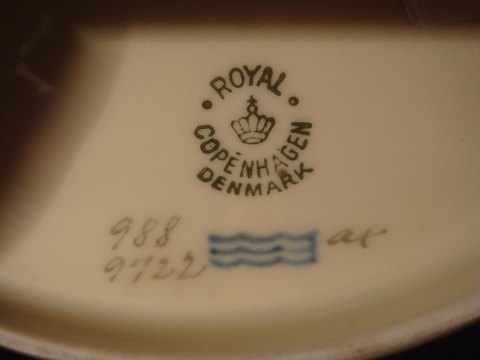 ROYAL
COPENHAGEN
DENMARK
988
9722